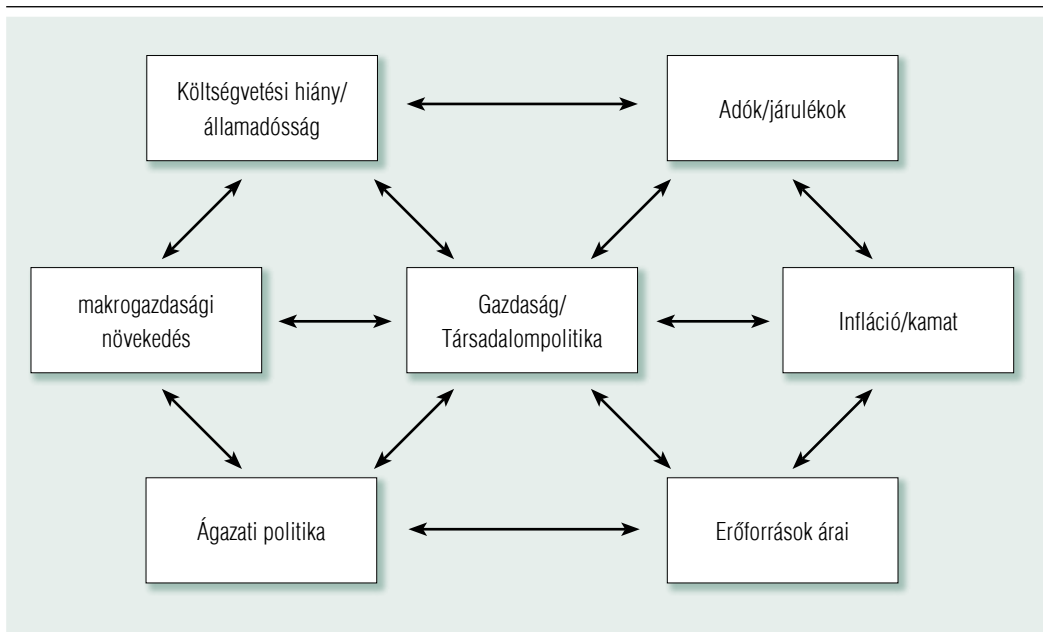 Költségvetési hiány/
államadósság
Adók/járulékok
makrogazdasági
növekedés
Gazdaság/
Társadalompolitika
Infláció/kamat
Ágazati politika
Erőforrások árai